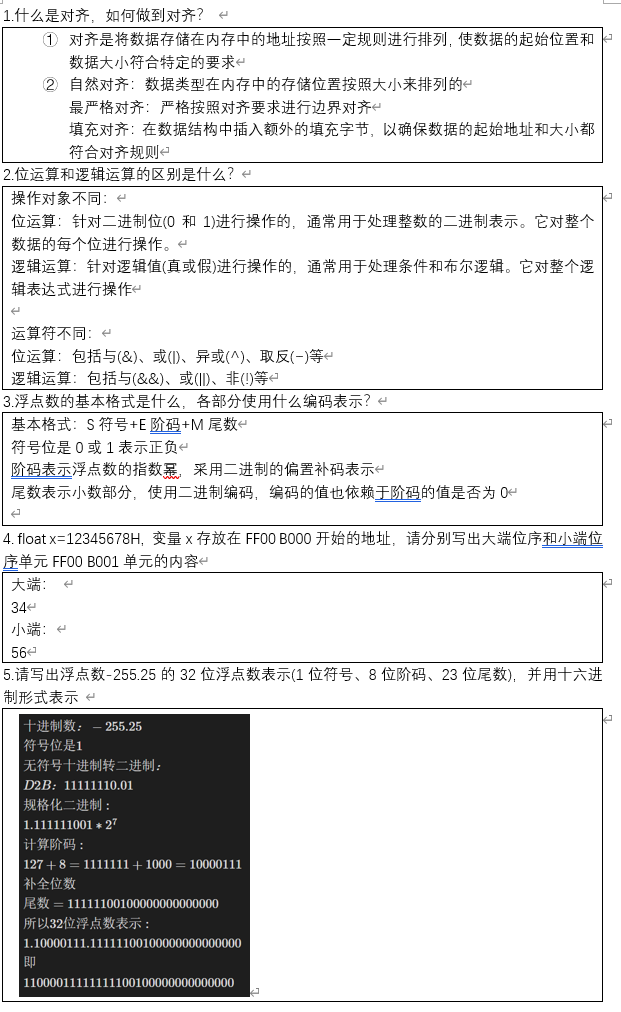 1.什么是对齐，如何做到对齐？
① 对齐是将数据存储在内存中的地址按照一定规则进行排列，使数据的起始位置和
数据大小符合特定的要求
② 自然对齐：数据类型在内存中的存储位置按照大小来排列的
最严格对齐：严格按照对齐要求进行边界对齐
填充对齐：在数据结构中插入额外的填充字节，以确保数据的起始地址和大小都
符合对齐规则
2.位运算和逻辑运算的区别是什么？
操作对象不同：
位运算：针对二进制位(0 和 1)进行操作的，通常用于处理整数的二进制表示。它对整个
数据的每个位进行操作。
逻辑运算：针对逻辑值(真或假)进行操作的，通常用于处理条件和布尔逻辑。它对整个逻
辑表达式进行操作
运算符不同：
位运算：包括与(&)、或(|)、异或(^)、取反(~)等
逻辑运算：包括与(&&)、或(||)、非(!)等
3.浮点数的基本格式是什么，各部分使用什么编码表示？
基本格式：S 符号+E 阶码+M 尾数
符号位是 0 或 1 表示正负
阶码表示浮点数的指数幂，采用二进制的偏置补码表示
尾数表示小数部分，使用二进制编码，编码的值也依赖于阶码的值是否为 0
4. float x=12345678H, 变量 x 存放在 FF00 B000 开始的地址，请分别写出大端位序和小端位
序单元 FF00 B001 单元的内容
大端：
34
小端：
56
5.请写出浮点数-255.25 的 32 位浮点数表示(1 位符号、8 位阶码、23 位尾数)，并用十六进
制形式表示
十进制数：－255.25
符号位是1
无符号十进制转二进制：
D2B：11111110.01
规格化二进制：
1.111111001 * 2⁷
计算阶码：
127 + 8 = 1111111 + 1000 = 10000111
补全位数
尾数 = 11111100100000000000000
所以32位浮点数表示：
1.10000111.11111100100000000000000
即
11000011111111100100000000000000